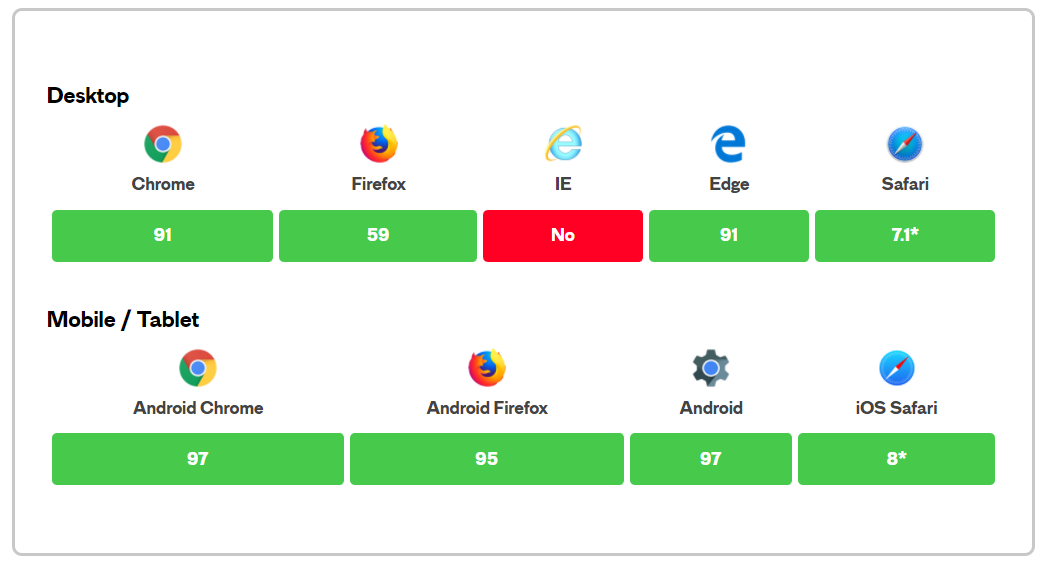 Desktop
Chrome Firefox IE Edge Safari
91 59 No 91 7.1*
Mobile / Tablet
Android Chrome Android Firefox Android iOS Safari
97 95 97 8*